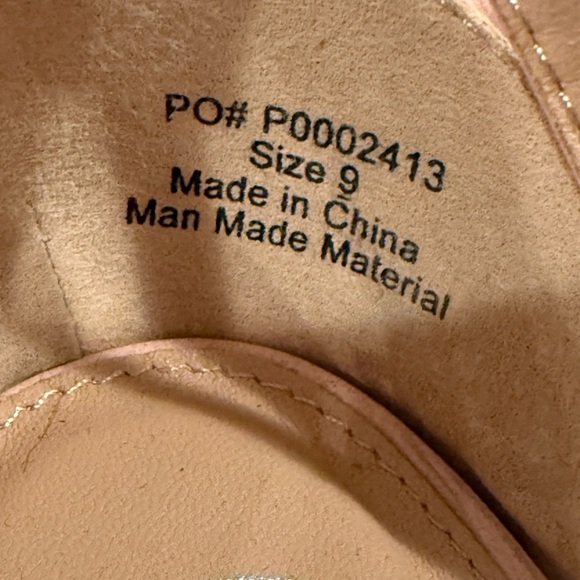 PO# P0002413
Size 9
Made in China
Man Made Material